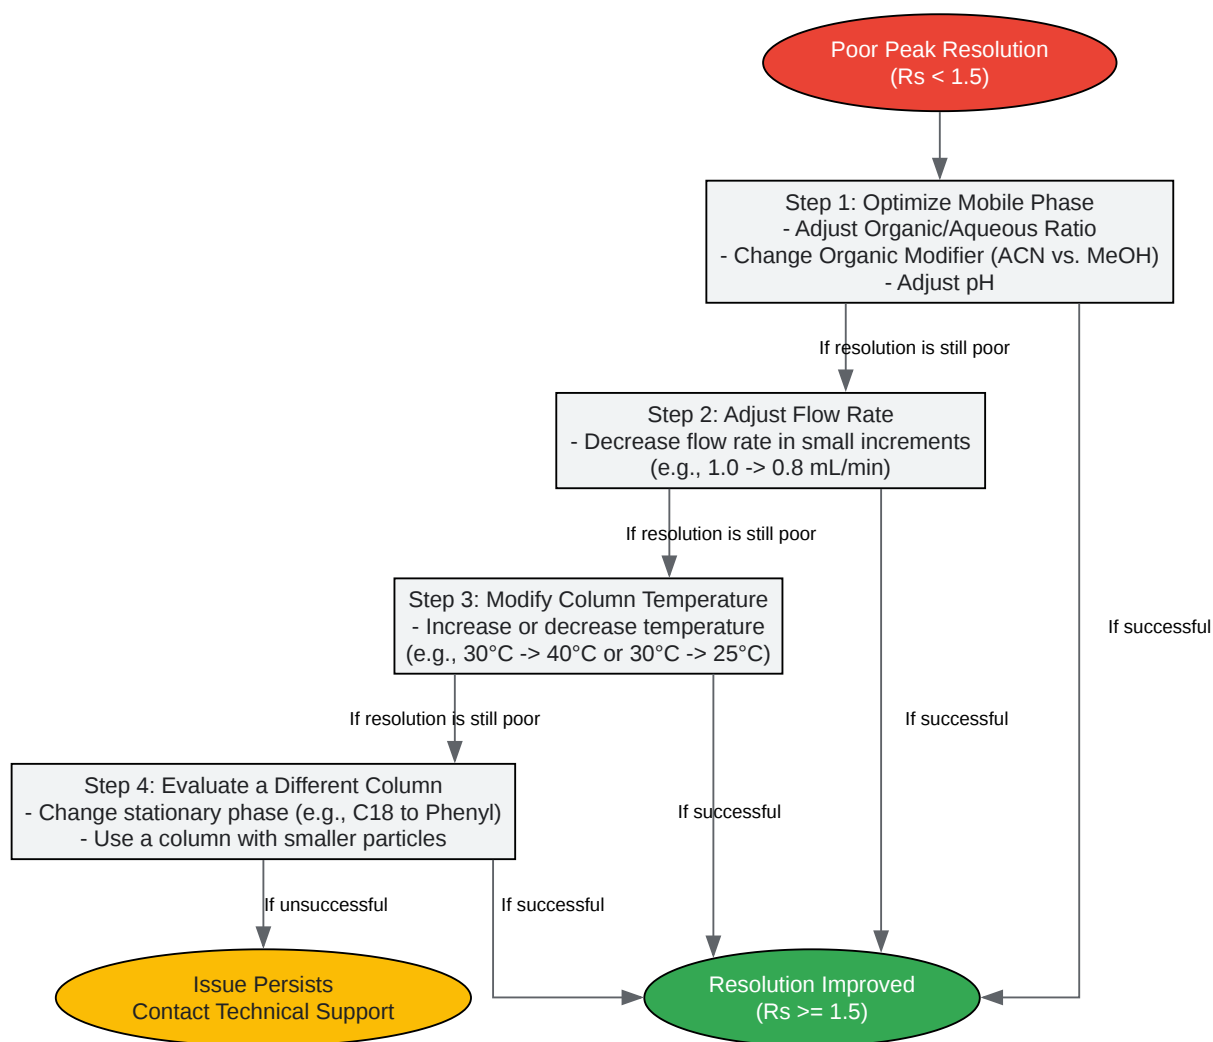 Poor Peak Resolution
(Rs < 1.5)
Step 1: Optimize Mobile Phase
- Adjust Organic/Aqueous Ratio
- Change Organic Modifier (ACN vs. MeOH)
- Adjust pH
If resolution is still poor
Step 2: Adjust Flow Rate
- Decrease flow rate in small increments
(e.g., 1.0 -> 0.8 mL/min)
If resolution is still poor
Step 3: Modify Column Temperature
- Increase or decrease temperature
(e.g., 30°C -> 40°C or 30°C -> 25°C)
If successful
If resolution is still poor
If successful
Step 4: Evaluate a Different Column
- Change stationary phase (e.g., C18 to Phenyl)
- Use a column with smaller particles
If successful
If unsuccessful
If successful
Issue Persists
Contact Technical Support
Resolution Improved
(Rs >= 1.5)